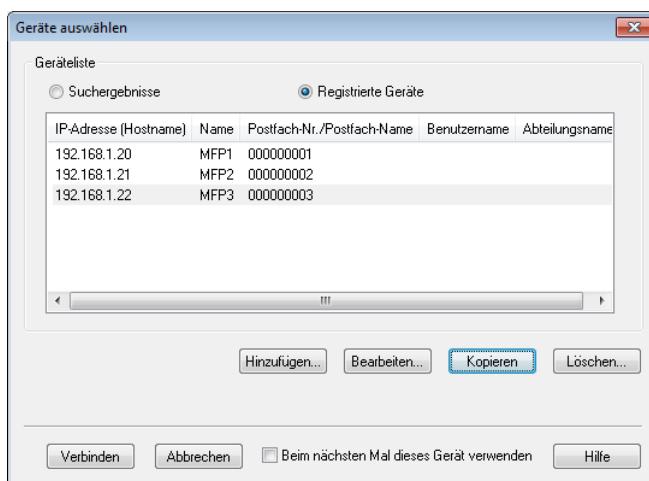 Geräte auswählen
Geräteliste
Suchergebnisse Registrierte Geräte
IP-Adresse (Hostname) Name Postfach-Nr./Postfach-Name Benutzername Abteilungsname
192.168.1.20 MFP1 000000001
192.168.1.21 MFP2 000000002
192.168.1.22 MFP3 000000003
Hinzufügen... Bearbeiten... Kopieren Löschen...
Verbinden Abbrechen Beim nächsten Mal dieses Gerät verwenden Hilfe